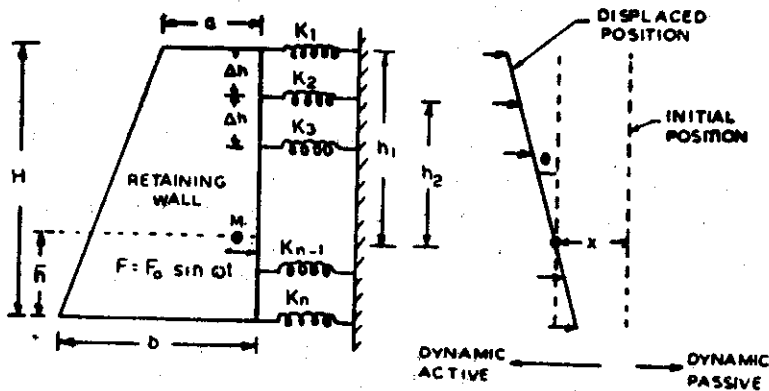 a
K₁
Δh
K₂
Δh
K₃
H
h₁
RETAINING
WALL
M
h̄
F = F₀ sin ωt
Kₙ₋₁
Kₙ
b
DISPLACED
POSITION
INITIAL
POSITION
θ
h₂
x
DYNAMIC
ACTIVE
DYNAMIC
PASSIVE